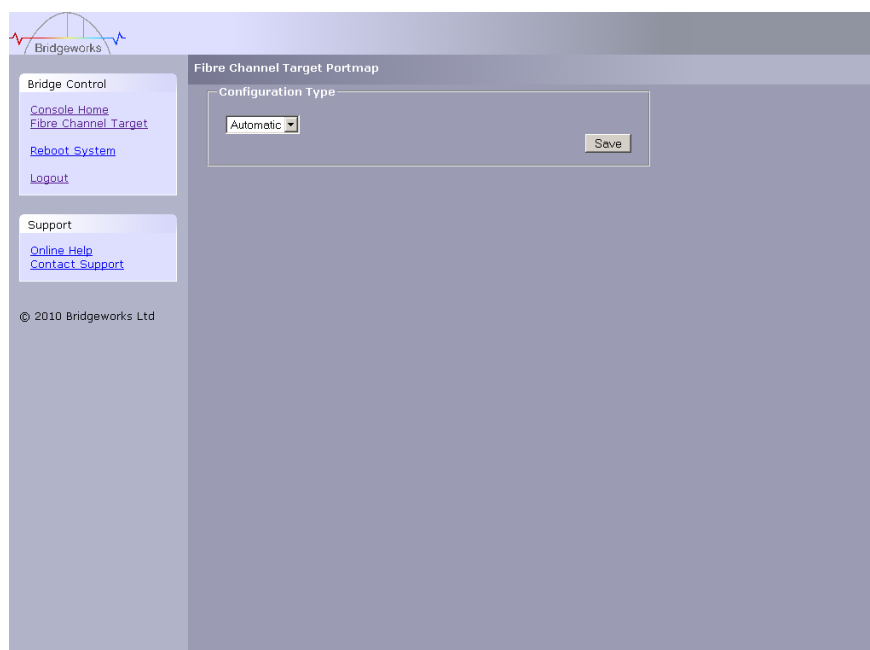 Bridgeworks
Bridge Control
Console Home
Fibre Channel Target
Reboot System
Logout
Support
Online Help
Contact Support
© 2010 Bridgeworks Ltd
Fibre Channel Target Portmap
Configuration Type
Automatic
Save